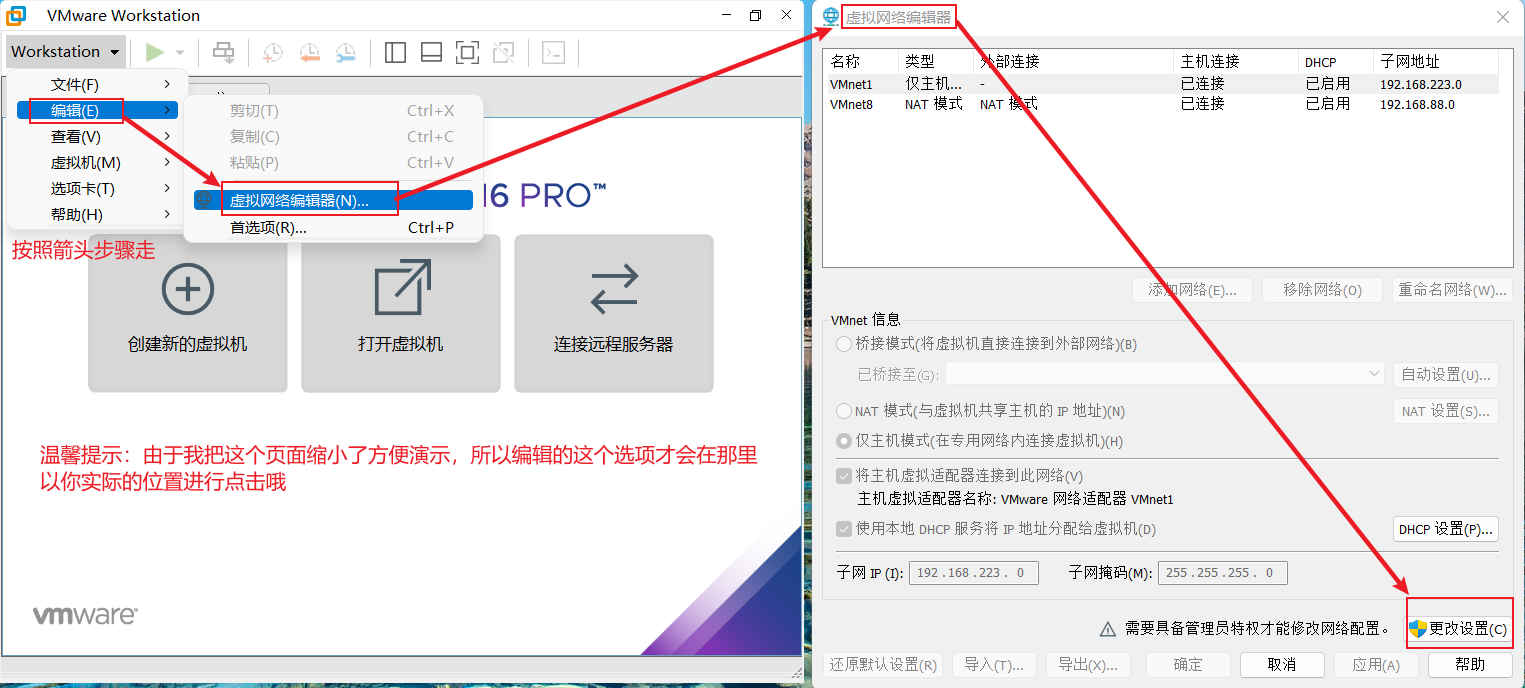 VMware Workstation
Workstation
文件(F)
编辑(E)
查看(V)
虚拟机(M)
选项卡(T)
帮助(H)
剪切(T) Ctrl+X
复制(C) Ctrl+C
粘贴(P) Ctrl+V
虚拟网络编辑器(N)...
首选项(R)... Ctrl+P
16 PRO™
按照箭头步骤走
创建新的虚拟机
打开虚拟机
连接远程服务器
温馨提示：由于我把这个页面缩小了方便演示，所以编辑的这个选项才会在那里
以你实际的位置进行点击哦
vmware®
虚拟网络编辑器
名称 类型 外部连接 主机连接 DHCP 子网地址
VMnet1 仅主机... - 已连接 已启用 192.168.223.0
VMnet8 NAT 模式 NAT 模式 已连接 已启用 192.168.88.0
添加网络(E)... 移除网络(O) 重命名网络(W)...
VMnet 信息
桥接模式(将虚拟机直接连接到外部网络)(B)
已桥接至(G): 自动设置(U)...
NAT 模式(与虚拟机共享主机的 IP 地址)(N) NAT 设置(S)...
仅主机模式(在专用网络内连接虚拟机)(H)
将主机虚拟适配器连接到此网络(V)
主机虚拟适配器名称: VMware 网络适配器 VMnet1
使用本地 DHCP 服务将 IP 地址分配给虚拟机(D) DHCP 设置(P)...
子网 IP (I): 192.168.223. 0 子网掩码(M): 255.255.255. 0
需要具备管理员特权才能修改网络配置。 更改设置(C)
还原默认设置(R) 导入(T)... 导出(X)... 确定 取消 应用(A) 帮助